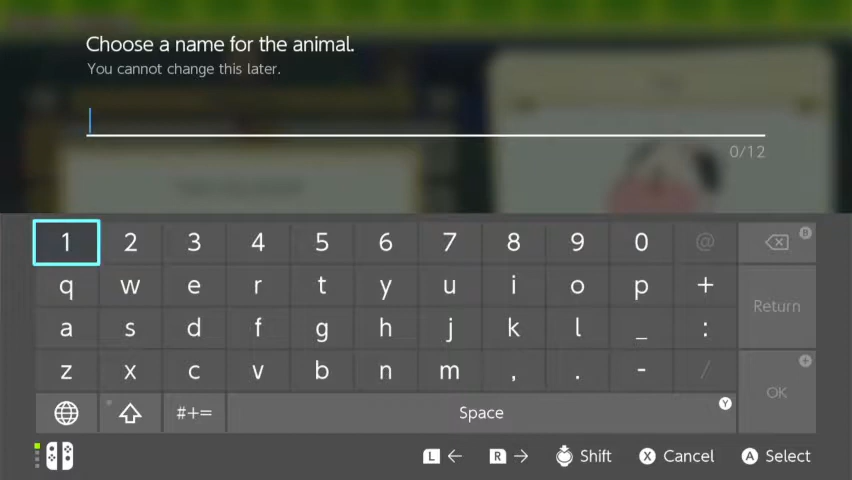 Choose a name for the animal.
You cannot change this later.
0/12
1 2 3 4 5 6 7 8 9 0 @ B
q w e r t y u i o p +
Return
a s d f g h j k l _ :
z x c v b n m , . - /
OK
#+= Space Y
L ← R → Shift X Cancel A Select